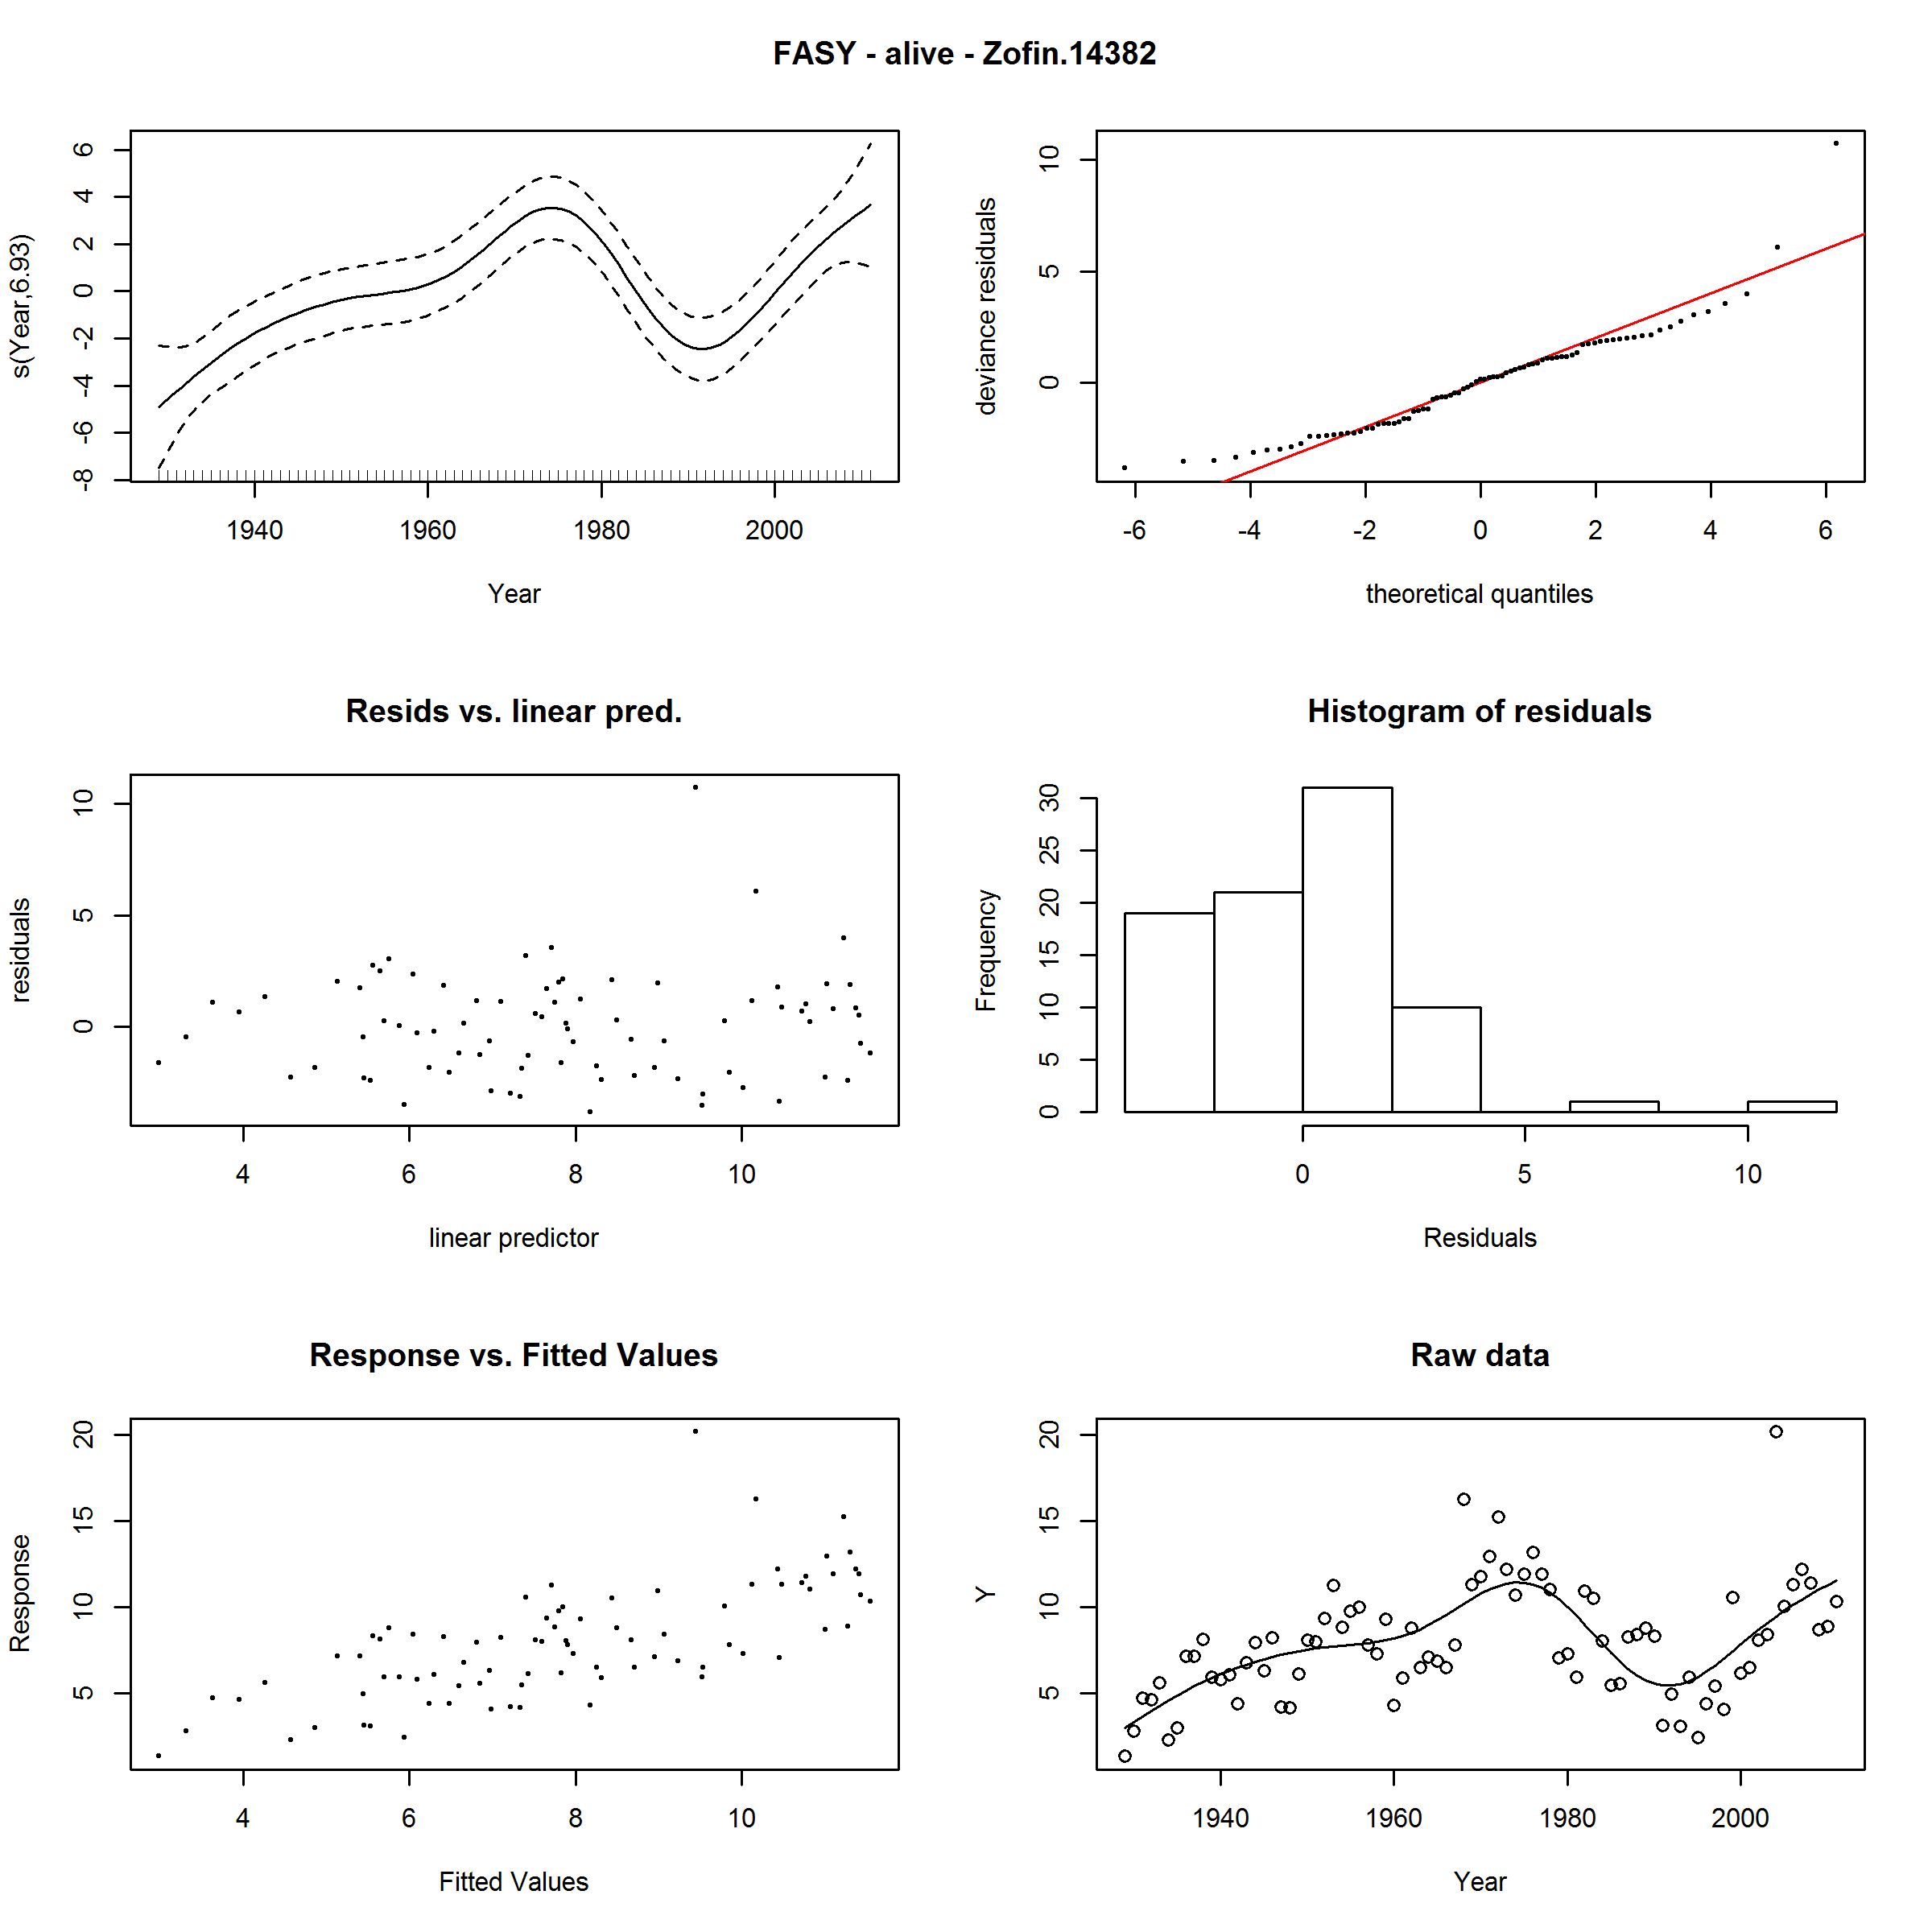 FASY - alive - Zofin.14382
s(Year,6.93)
6
4
2
0
-2
-4
-6
-8
1940 1960 1980 2000
Year
deviance residuals
10
5
0
-6 -4 -2 0 2 4 6
theoretical quantiles
Resids vs. linear pred.
residuals
10
5
0
4 6 8 10
linear predictor
Histogram of residuals
Frequency
30
25
20
15
10
5
0
0 5 10
Residuals
Response vs. Fitted Values
Response
20
15
10
5
4 6 8 10
Fitted Values
Raw data
Y
20
15
10
5
1940 1960 1980 2000
Year